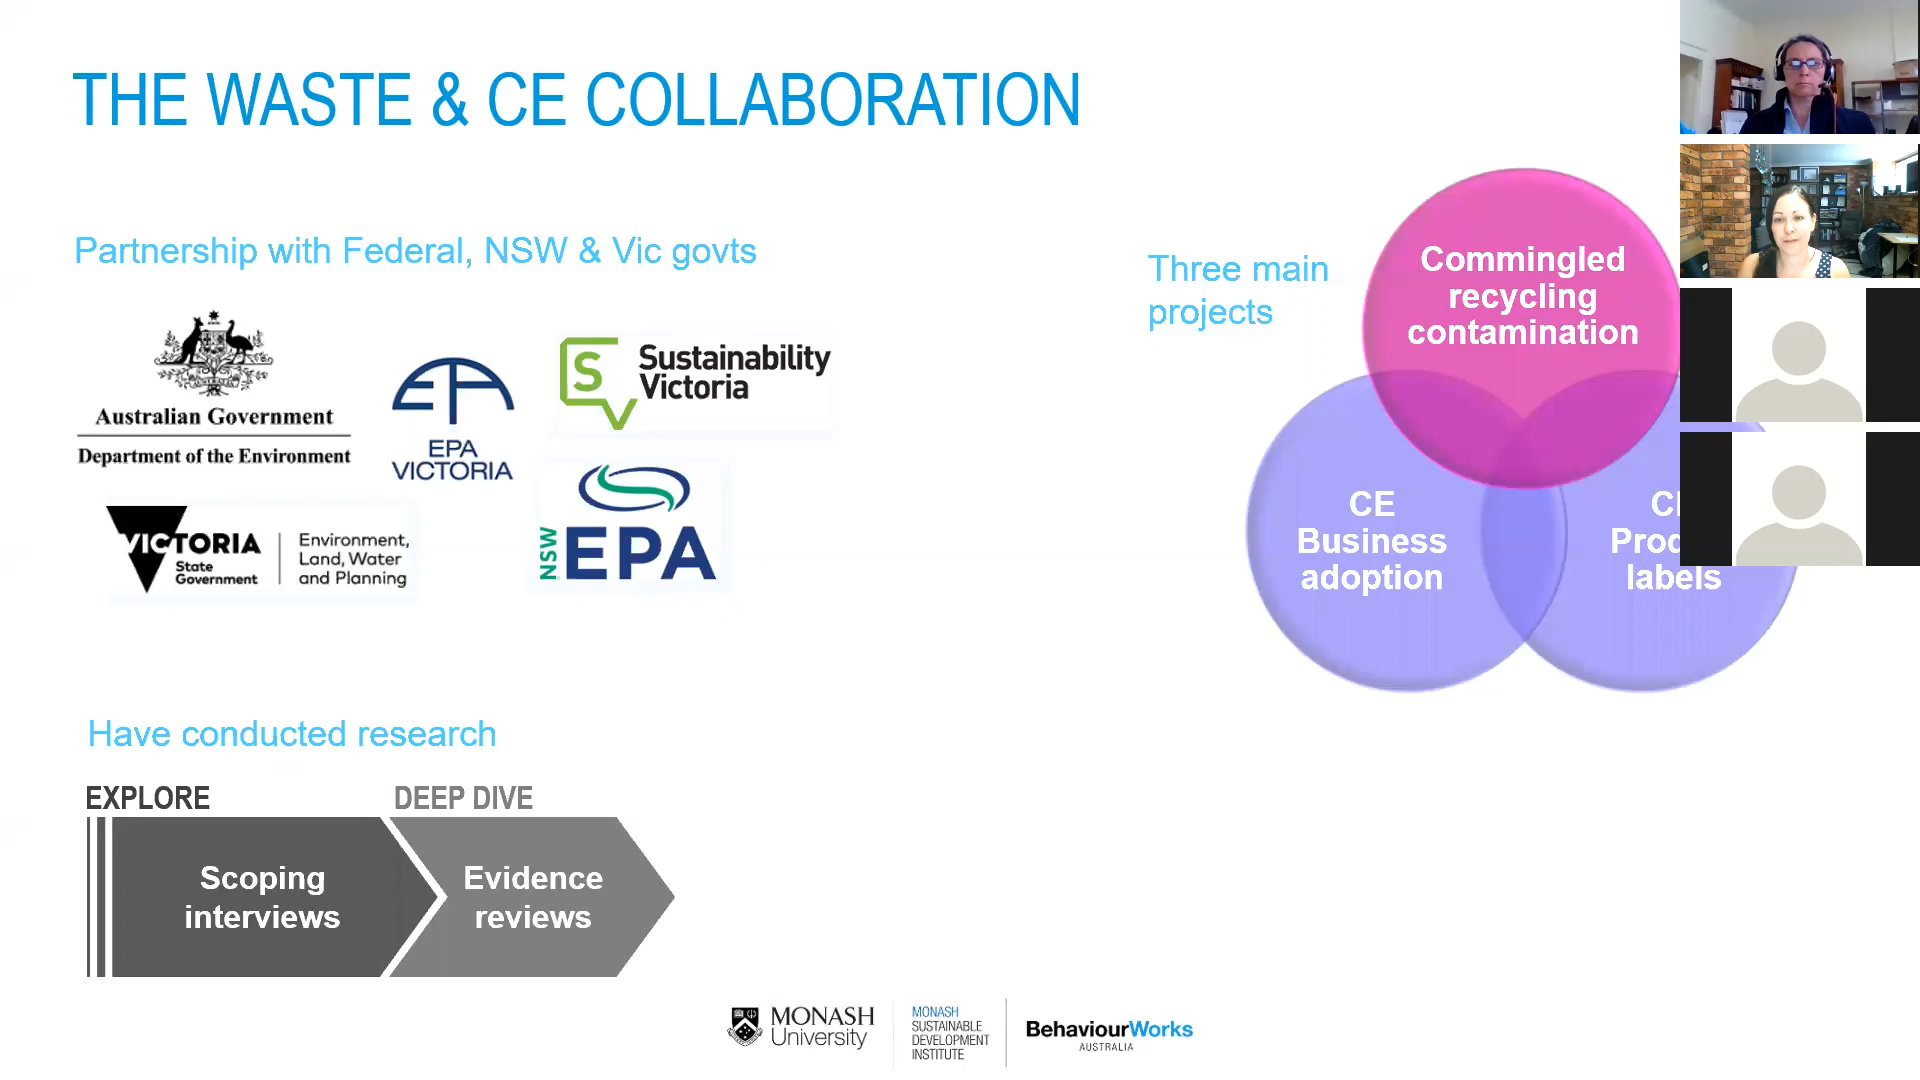 THE WASTE & CE COLLABORATION
Partnership with Federal, NSW & Vic govts
AUSTRALIA
Australian Government
Department of the Environment
EPA
VICTORIA
Sustainability
Victoria
VICTORIA
State
Government
Environment,
Land, Water
and Planning
NSW
EPA
Three main
projects
Commingled
recycling
contamination
CE
Business
adoption
labels
Have conducted research
EXPLORE
DEEP DIVE
Scoping
interviews
Evidence
reviews
MONASH
University
MONASH
SUSTAINABLE
DEVELOPMENT
INSTITUTE
BehaviourWorks
AUSTRALIA